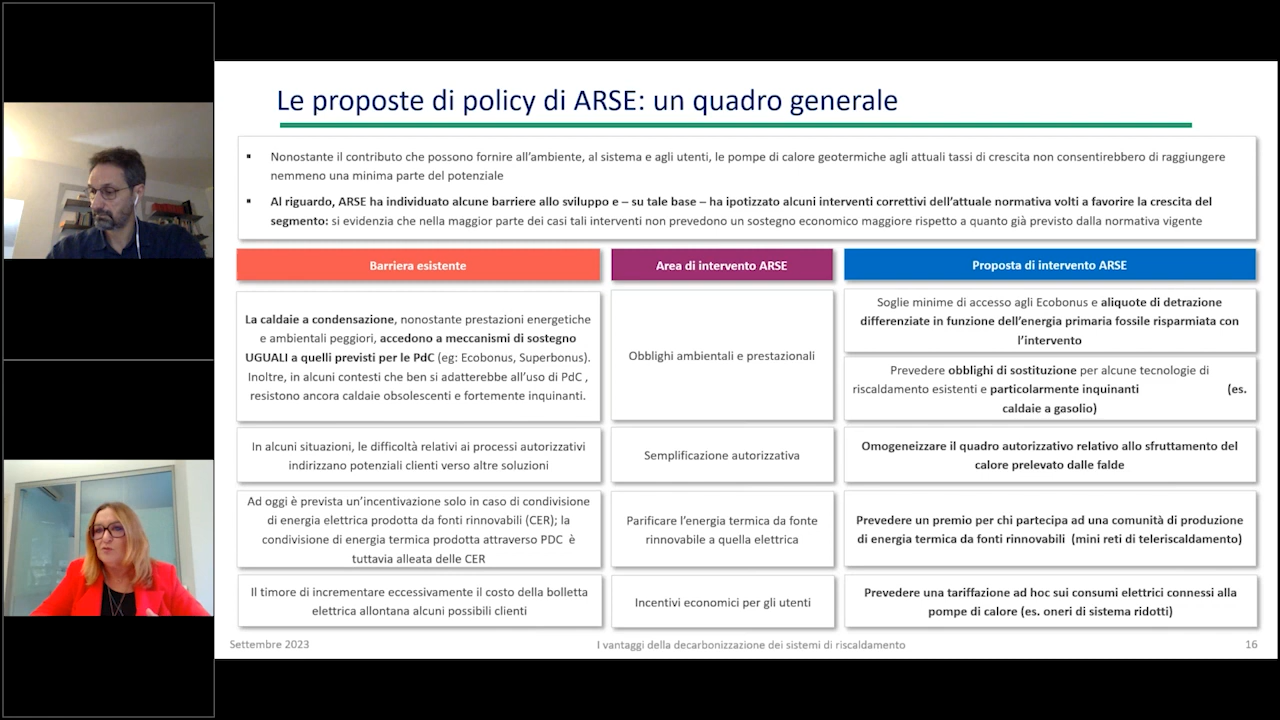 Le proposte di policy di ARSE: un quadro generale
▪ Nonostante il contributo che possono fornire all'ambiente, al sistema e agli utenti, le pompe di calore geotermiche agli attuali tassi di crescita non consentirebbero di raggiungere
nemmeno una minima parte del potenziale
▪ Al riguardo, ARSE ha individuato alcune barriere allo sviluppo e – su tale base – ha ipotizzato alcuni interventi correttivi dell'attuale normativa volti a favorire la crescita del
segmento: si evidenzia che nella maggior parte dei casi tali interventi non prevedono un sostegno economico maggiore rispetto a quanto già previsto dalla normativa vigente
Barriera esistente
Area di intervento ARSE
Proposta di intervento ARSE
La caldaie a condensazione, nonostante prestazioni energetiche
e ambientali peggiori, accedono a meccanismi di sostegno
UGUALI a quelli previsti per le PdC (eg: Ecobonus, Superbonus).
Inoltre, in alcuni contesti che ben si adatterebbe all'uso di PdC ,
resistono ancora caldaie obsolescenti e fortemente inquinanti.
Obblighi ambientali e prestazionali
Soglie minime di accesso agli Ecobonus e aliquote di detrazione
differenziate in funzione dell'energia primaria fossile risparmiata con
l'intervento
Prevedere obblighi di sostituzione per alcune tecnologie di
riscaldamento esistenti e particolarmente inquinanti (es.
caldaie a gasolio)
In alcuni situazioni, le difficoltà relativi ai processi autorizzativi
indirizzano potenziali clienti verso altre soluzioni
Semplificazione autorizzativa
Omogeneizzare il quadro autorizzativo relativo allo sfruttamento del
calore prelevato dalle falde
Ad oggi è prevista un'incentivazione solo in caso di condivisione
di energia elettrica prodotta da fonti rinnovabili (CER); la
condivisione di energia termica prodotta attraverso PDC è
tuttavia alleata delle CER
Parificare l'energia termica da fonte
rinnovabile a quella elettrica
Prevedere un premio per chi partecipa ad una comunità di produzione
di energia termica da fonti rinnovabili (mini reti di teleriscaldamento)
Il timore di incrementare eccessivamente il costo della bolletta
elettrica allontana alcuni possibili clienti
Incentivi economici per gli utenti
Prevedere una tariffazione ad hoc sui consumi elettrici connessi alla
pompe di calore (es. oneri di sistema ridotti)
Settembre 2023
I vantaggi della decarbonizzazione dei sistemi di riscaldamento
16